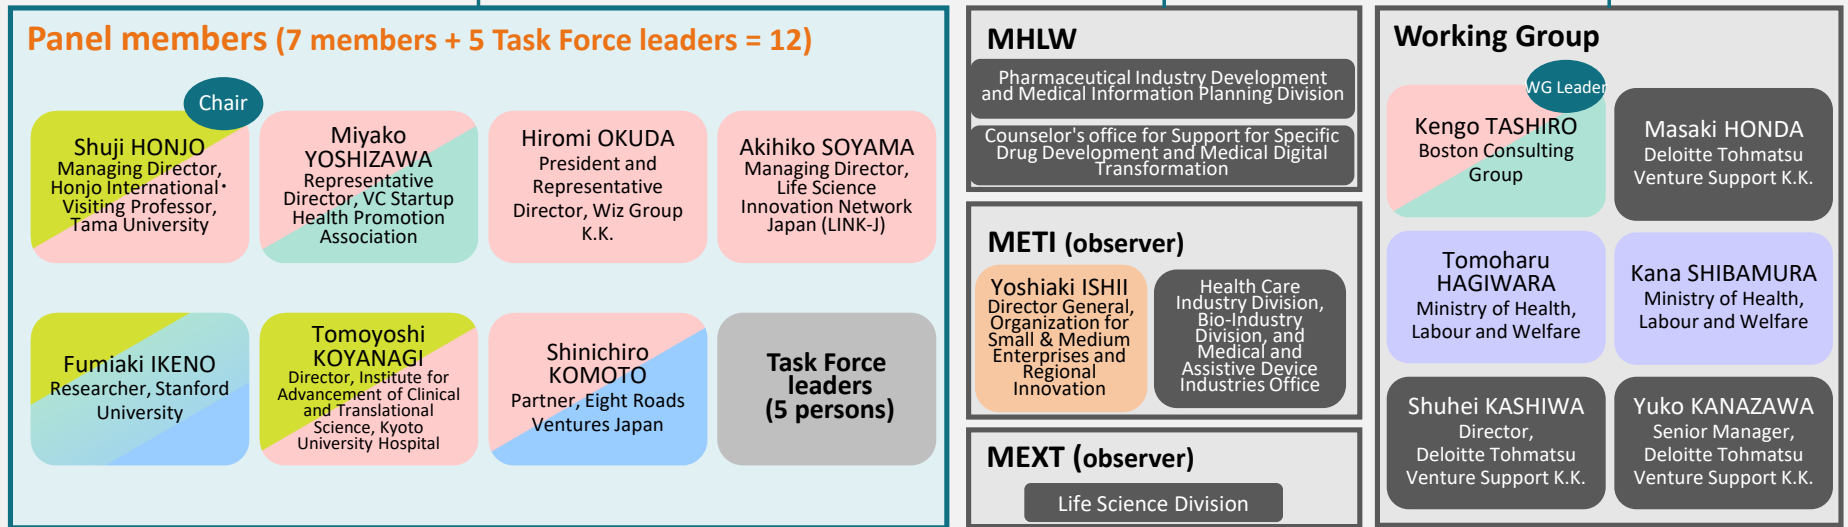 Panel members (7 members + 5 Task Force leaders = 12)
Chair
Shuji HONJO
Managing Director,
Honjo International・
Visiting Professor,
Tama University
Miyako
YOSHIZAWA
Representative
Director, VC Startup
Health Promotion
Association
Hiromi OKUDA
President and
Representative
Director, Wiz Group
K.K.
Akihiko SOYAMA
Managing Director,
Life Science
Innovation Network
Japan (LINK-J)
Fumiaki IKENO
Researcher, Stanford
University
Tomoyoshi
KOYANAGI
Director, Institute for
Advancement of Clinical
and Translational
Science, Kyoto
University Hospital
Shinichiro
KOMOTO
Partner, Eight Roads
Ventures Japan
Task Force
leaders
(5 persons)
MHLW
Pharmaceutical Industry Development
and Medical Information Planning Division
Counselor's office for Support for Specific
Drug Development and Medical Digital
Transformation
METI (observer)
Yoshiaki ISHII
Director General,
Organization for
Small & Medium
Enterprises and
Regional
Innovation
Health Care
Industry Division,
Bio-Industry
Division, and
Medical and
Assistive Device
Industries Office
MEXT (observer)
Life Science Division
Working Group
WG Leader
Kengo TASHIRO
Boston Consulting
Group
Masaki HONDA
Deloitte Tohmatsu
Venture Support K.K.
Tomoharu
HAGIWARA
Ministry of Health,
Labour and Welfare
Kana SHIBAMURA
Ministry of Health,
Labour and Welfare
Shuhei KASHIWA
Director,
Deloitte Tohmatsu
Venture Support K.K.
Yuko KANAZAWA
Senior Manager,
Deloitte Tohmatsu
Venture Support K.K.